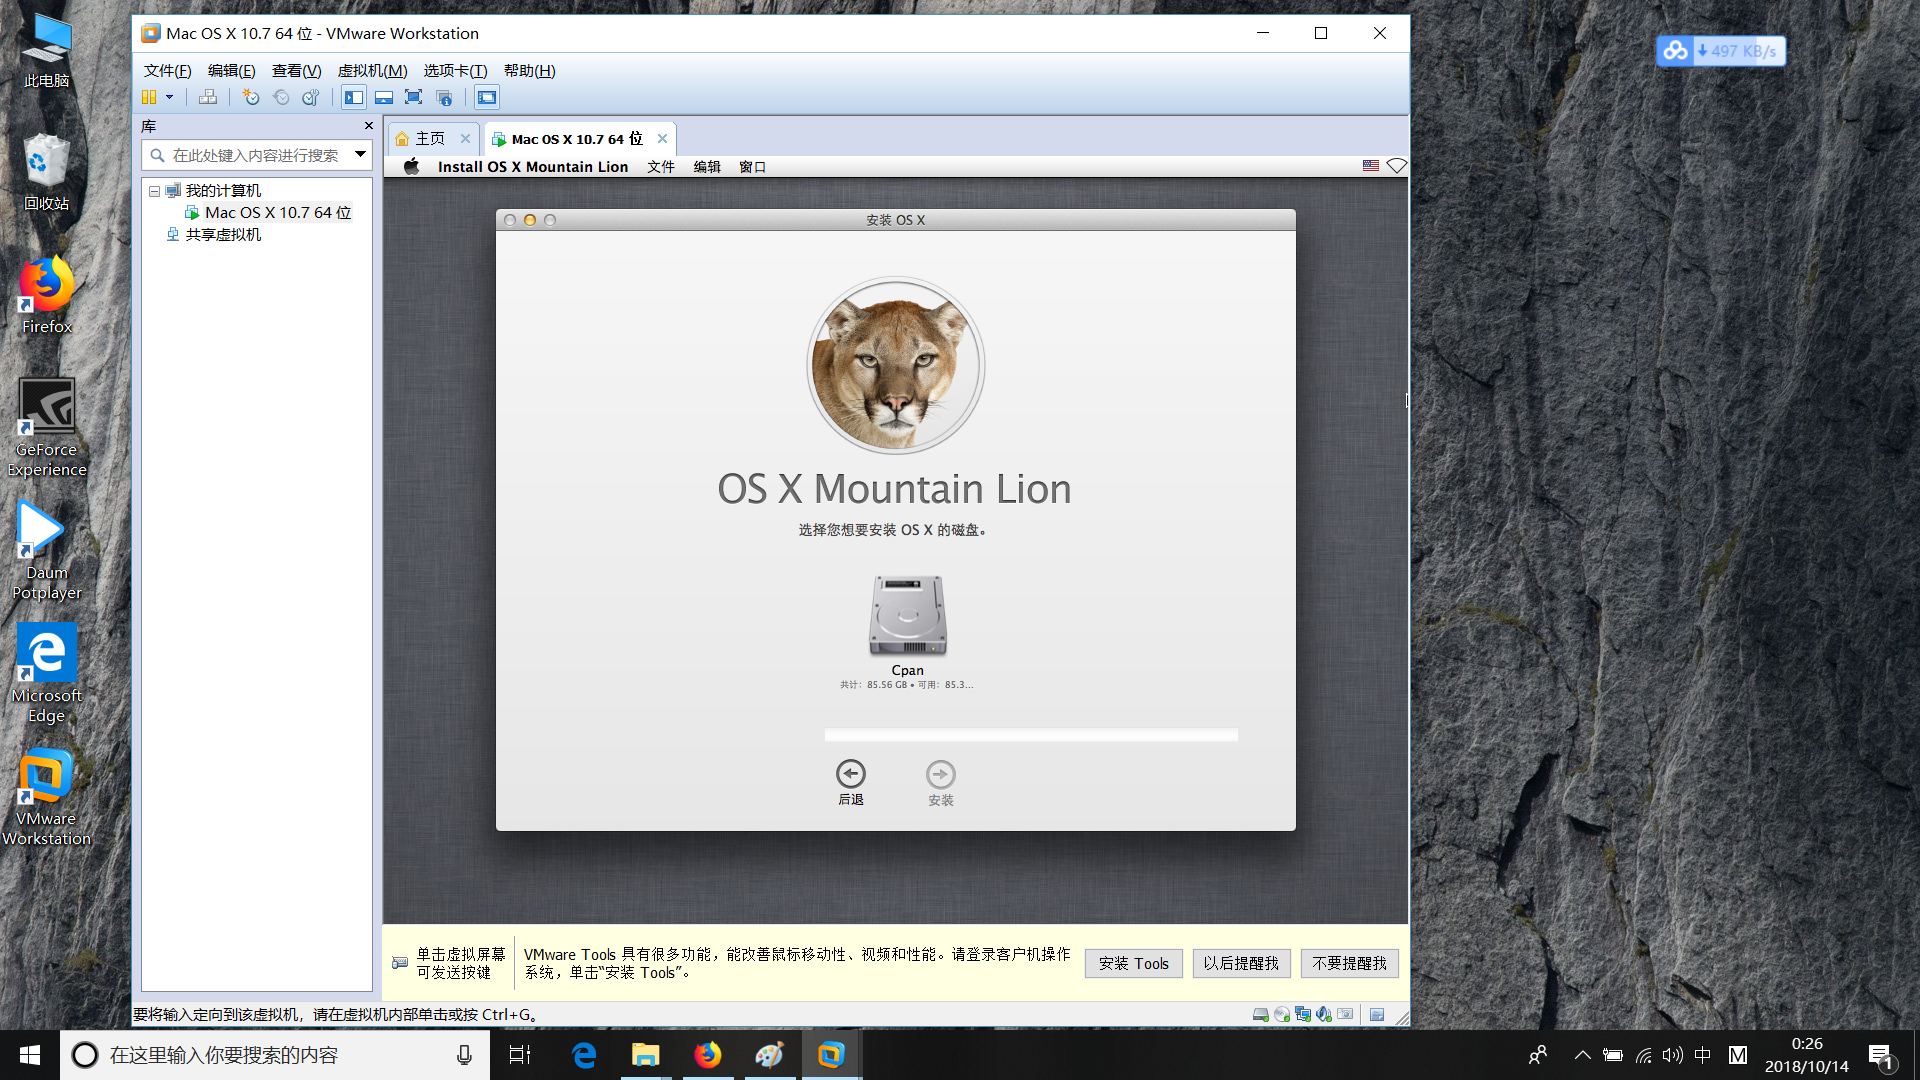 此电脑
回收站
Firefox
GeForce
Experience
Daum
Potplayer
Microsoft
Edge
VMware
Workstation
Mac OS X 10.7 64 位 - VMware Workstation
文件(F) 编辑(E) 查看(V) 虚拟机(M) 选项卡(T) 帮助(H)
库
在此处键入内容进行搜索
我的计算机
Mac OS X 10.7 64 位
共享虚拟机
主页
Mac OS X 10.7 64 位
Install OS X Mountain Lion 文件 编辑 窗口
安装 OS X
OS X Mountain Lion
选择您想要安装 OS X 的磁盘。
Cpan
共计：85.56 GB • 可用：85.3...
后退
安装
单击虚拟屏幕
可发送按键
VMware Tools 具有很多功能，能改善鼠标移动性、视频和性能。请登录客户机操作
系统，单击“安装 Tools”。
安装 Tools
以后提醒我
不要提醒我
要将输入定向到该虚拟机，请在虚拟机内部单击或按 Ctrl+G。
497 KB/s
在这里输入你要搜索的内容
中
M
0:26
2018/10/14
1